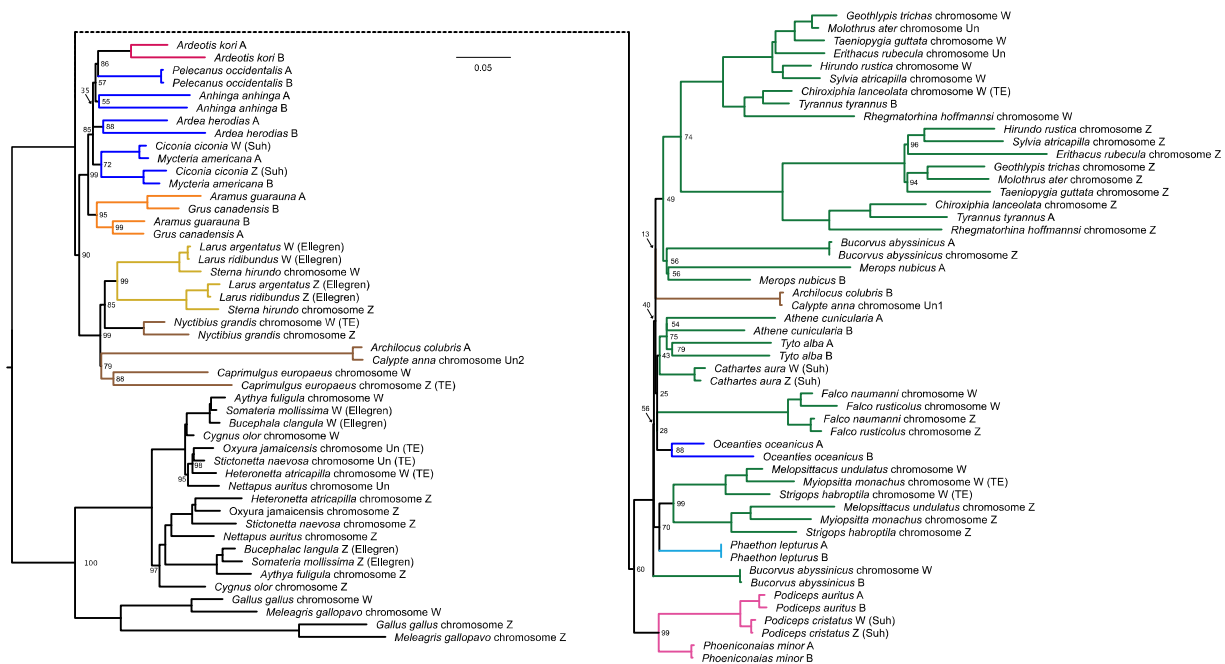 Ardeotis kori A
Ardeotis kori B
86
Pelecanus occidentalis A
57
Pelecanus occidentalis B
35
Anhinga anhinga A
55
Anhinga anhinga B
Ardea herodias A
88
85
Ardea herodias B
Ciconia ciconia W (Suh)
Mycteria americana A
72
Ciconia ciconia Z (Suh)
99
Mycteria americana B
Aramus guarauna A
Grus canadensis B
95
Aramus guarauna B
99
Grus canadensis A
Larus argentatus W (Ellegren)
90
Larus ridibundus W (Ellegren)
Sterna hirundo chromosome W
99
Larus argentatus Z (Ellegren)
Larus ridibundus Z (Ellegren)
85
Sterna hirundo chromosome Z
Nyctibius grandis chromosome W (TE)
99
Nyctibius grandis chromosome Z
Archilocus colubris A
Calypte anna chromosome Un2
79
Caprimulgus europaeus chromosome W
88
Caprimulgus europaeus chromosome Z (TE)
Aythya fuligula chromosome W
Somateria mollissima W (Ellegren)
Bucephala clangula W (Ellegren)
Cygnus olor chromosome W
Oxyura jamaicensis chromosome Un (TE)
98
Stictonetta naevosa chromosome Un (TE)
Heteronetta atricapilla chromosome W (TE)
95
Nettapus auritus chromosome Un
Heteronetta atricapilla chromosome Z
Oxyura jamaicensis chromosome Z
Stictonetta naevosa chromosome Z
Nettapus auritus chromosome Z
Bucephalac langula Z (Ellegren)
100
Somateria mollissima Z (Ellegren)
97
Aythya fuligula chromosome Z
Cygnus olor chromosome Z
Gallus gallus chromosome W
Meleagris gallopavo chromosome W
Gallus gallus chromosome Z
Meleagris gallopavo chromosome Z
0.05
Geothlypis trichas chromosome W
Molothrus ater chromosome Un
Taeniopygia guttata chromosome W
Erithacus rubecula chromosome Un
Hirundo rustica chromosome W
Sylvia atricapilla chromosome W
Chiroxiphia lanceolata chromosome W (TE)
Tyrannus tyrannus B
Rhegmatorhina hoffmannsi chromosome W
74
Hirundo rustica chromosome Z
96
Sylvia atricapilla chromosome Z
Erithacus rubecula chromosome Z
Geothlypis trichas chromosome Z
94
Molothrus ater chromosome Z
Taeniopygia guttata chromosome Z
49
Chiroxiphia lanceolata chromosome Z
Tyrannus tyrannus A
Rhegmatorhina hoffmannsi chromosome Z
13
Bucorvus abyssinicus A
Bucorvus abyssinicus chromosome Z
56
Merops nubicus A
56
Merops nubicus B
Archilocus colubris B
40
Calypte anna chromosome Un1
Athene cunicularia A
54
Athene cunicularia B
75
Tyto alba A
79
43
Tyto alba B
Cathartes aura W (Suh)
Cathartes aura Z (Suh)
25
Falco naumanni chromosome W
Falco rusticolus chromosome W
56
Falco naumanni chromosome Z
28
Falco rusticolus chromosome Z
Oceanties oceanicus A
88
Oceanties oceanicus B
Melopsittacus undulatus chromosome W
Myiopsitta monachus chromosome W (TE)
Strigops habroptila chromosome W (TE)
99
Melopsittacus undulatus chromosome Z
Myiopsitta monachus chromosome Z
70
Strigops habroptila chromosome Z
Phaethon lepturus A
Phaethon lepturus B
60
Bucorvus abyssinicus chromosome W
Bucorvus abyssinicus B
Podiceps auritus A
Podiceps auritus B
Podiceps cristatus W (Suh)
99
Podiceps cristatus Z (Suh)
Phoeniconaias minor A
Phoeniconaias minor B